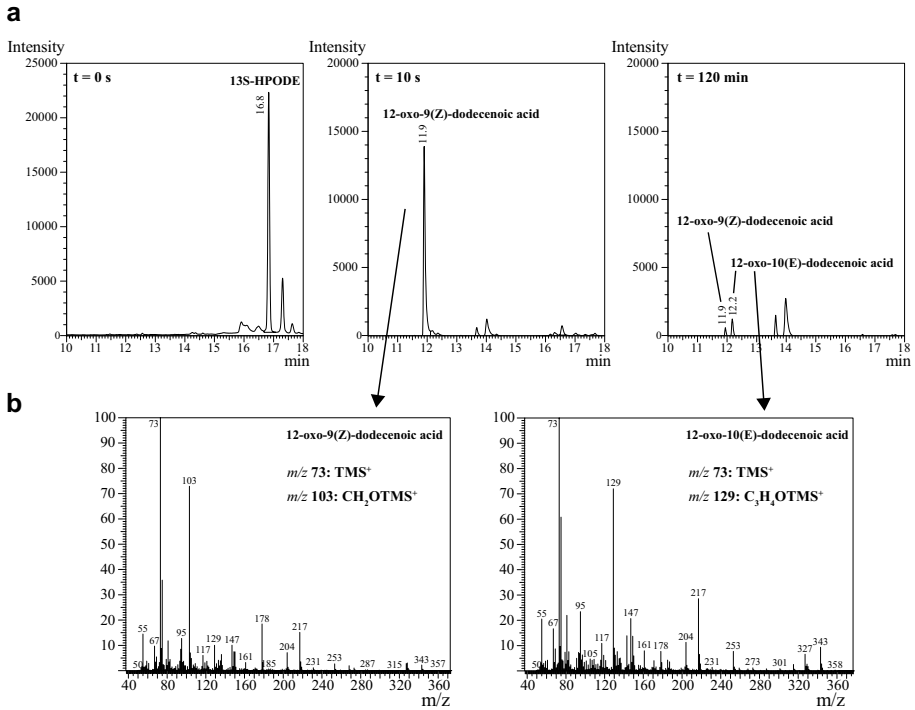 a
Intensity
Intensity
Intensity
25000
20000
15000
10000
5000
0
t = 0 s
13S-HPODE
16.8
10 11 12 13 14 15 16 17 18
min
20000
15000
10000
5000
0
t = 10 s
12-oxo-9(Z)-dodecenoic acid
11.9
10 11 12 13 14 15 16 17 18
min
20000
15000
10000
5000
0
t = 120 min
12-oxo-9(Z)-dodecenoic acid
12-oxo-10(E)-dodecenoic acid
11.9
12.2
10 11 12 13 14 15 16 17 18
min
b
100
90
80
70
60
50
40
30
20
10
12-oxo-9(Z)-dodecenoic acid
m/z 73: TMS⁺
m/z 103: CH₂OTMS⁺
73
103
50 55 67 95 117 129 147 161 178 185 204 217 231 253 287 315 343 357
40 80 120 160 200 240 280 320 360
m/z
100
90
80
70
60
50
40
30
20
10
12-oxo-10(E)-dodecenoic acid
m/z 73: TMS⁺
m/z 129: C₃H₄OTMS⁺
73
129
50 55 67 95 105 117 147 161 178 204 217 231 253 273 301 327 343 358
40 80 120 160 200 240 280 320 360
m/z